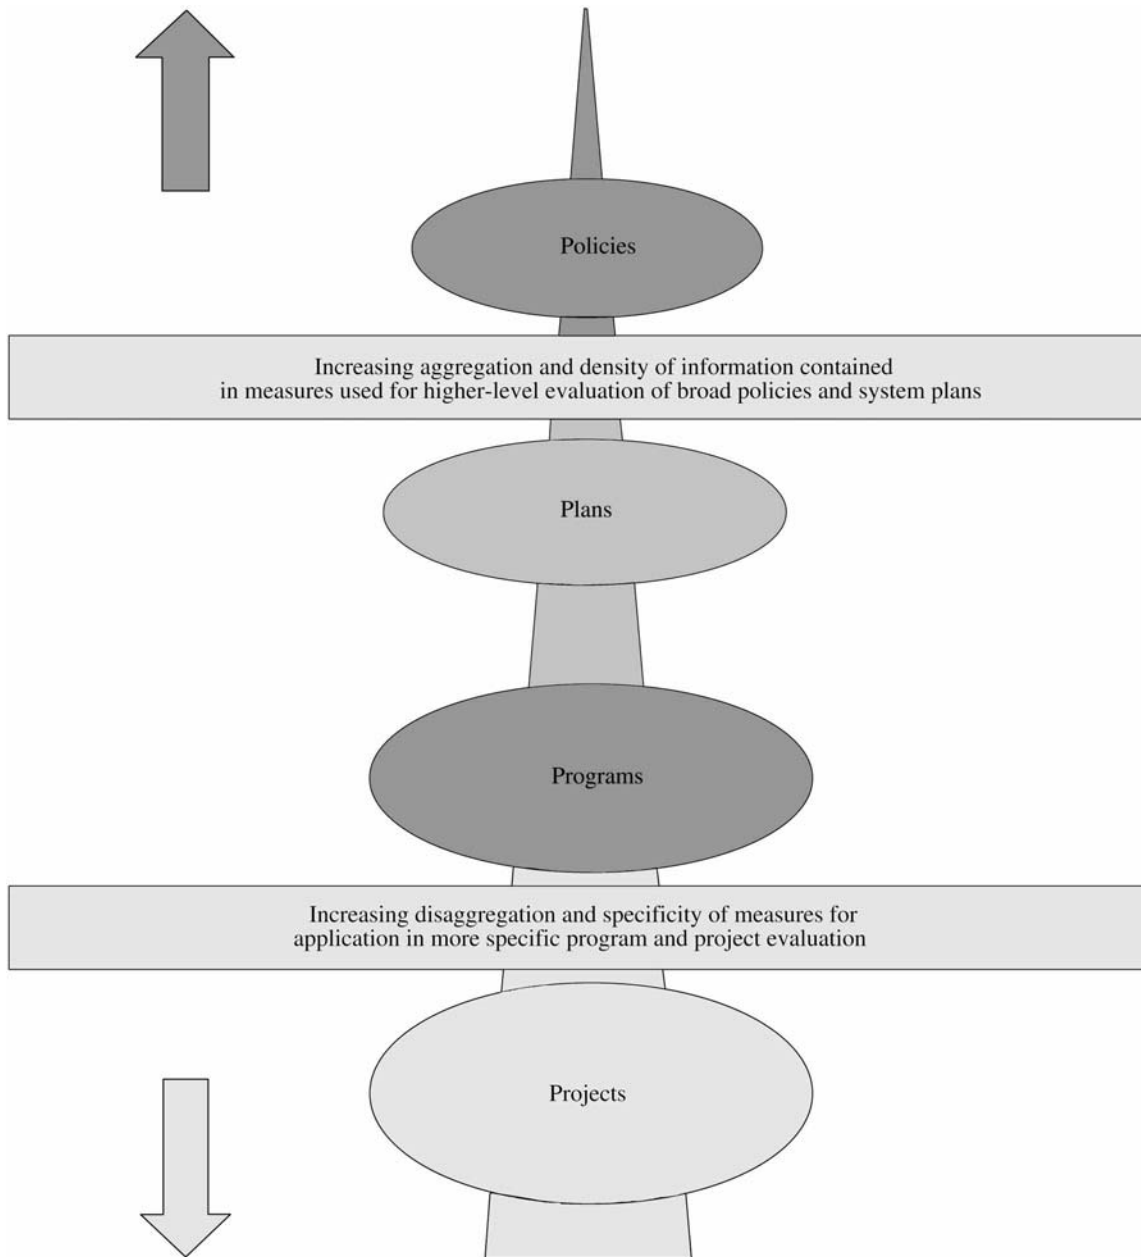 Policies
Increasing aggregation and density of information contained
in measures used for higher-level evaluation of broad policies and system plans
Plans
Programs
Increasing disaggregation and specificity of measures for
application in more specific program and project evaluation
Projects